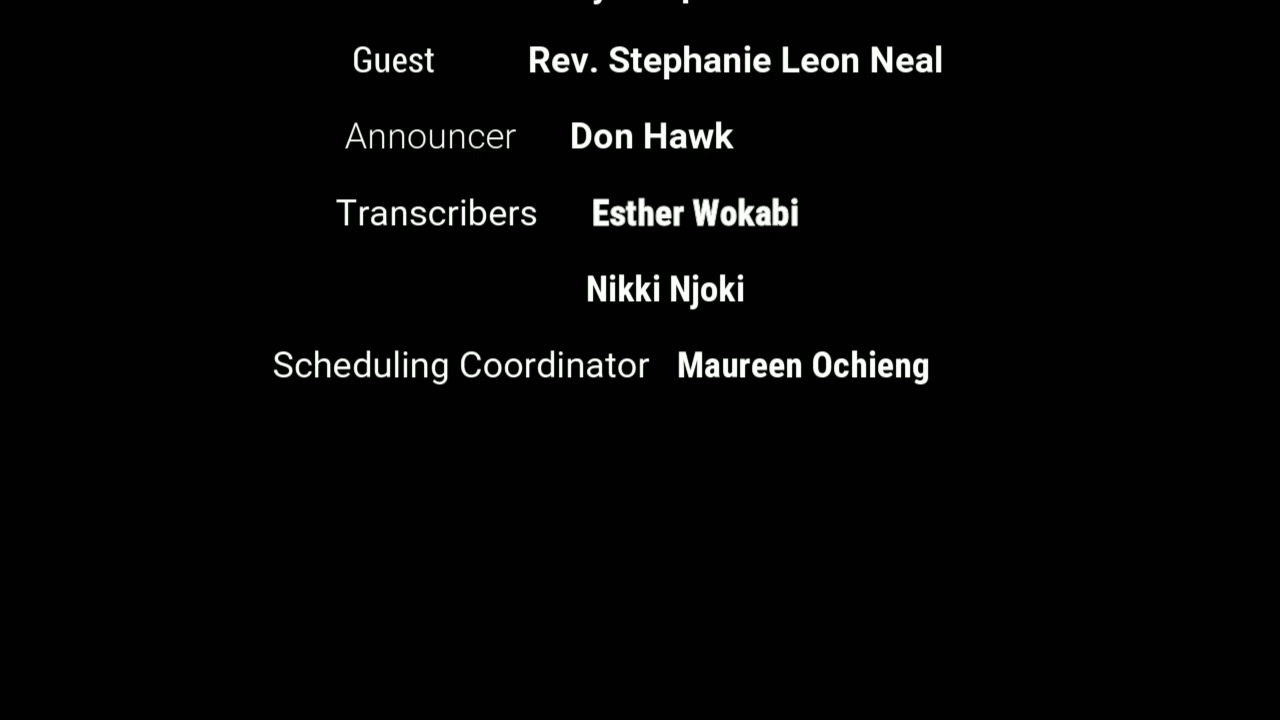 Guest Rev. Stephanie Leon Neal
Announcer Don Hawk
Transcribers Esther Wokabi
Nikki Njoki
Scheduling Coordinator Maureen Ochieng